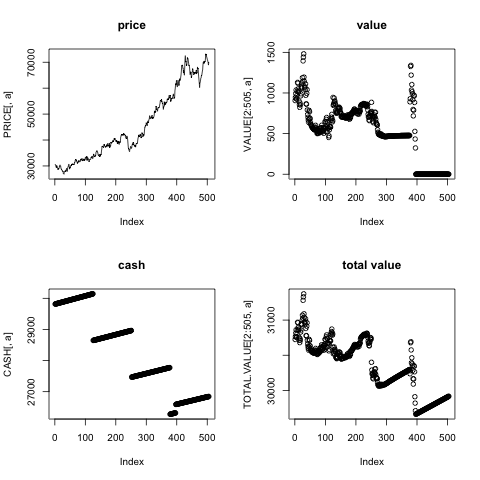 price
PRICE[, a]
30000 50000 70000
0 100 200 300 400 500
Index
value
VALUE[2:505, a]
0 500 1000 1500
0 100 200 300 400 500
Index
cash
CASH[, a]
27000 29000
0 100 200 300 400 500
Index
total value
TOTAL.VALUE[2:505, a]
30000 31000
0 100 200 300 400 500
Index